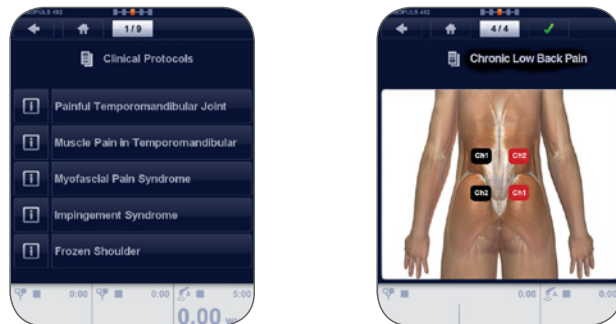 1/9
Clinical Protocols
Painful Temporomandibular Joint
Muscle Pain in Temporomandibular
Myofascial Pain Syndrome
Impingement Syndrome
Frozen Shoulder
0:00
0:00
A
5:00
0.00
4/4
Chronic Low Back Pain
Ch1 Ch2
Ch2 Ch1
0:00
A
0:00